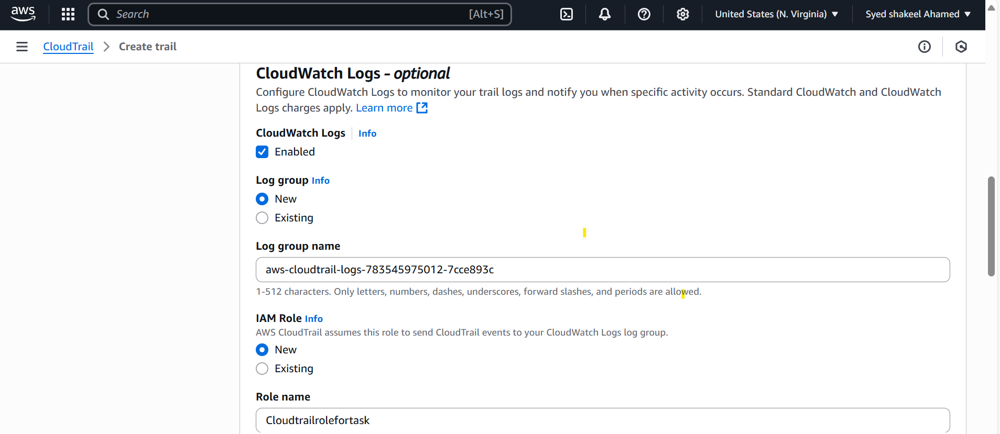 aws
Search [Alt+S] United States (N. Virginia) Syed shakeel Ahamed
CloudTrail Create trail
CloudWatch Logs - optional
Configure CloudWatch Logs to monitor your trail logs and notify you when specific activity occurs. Standard CloudWatch and CloudWatch
Logs charges apply. Learn more
CloudWatch Logs Info
Enabled
Log group Info
New
Existing
Log group name
aws-cloudtrail-logs-783545975012-7cce893c
1-512 characters. Only letters, numbers, dashes, underscores, forward slashes, and periods are allowed.
IAM Role Info
AWS CloudTrail assumes this role to send CloudTrail events to your CloudWatch Logs log group.
New
Existing
Role name
Cloudtrailrolefortask